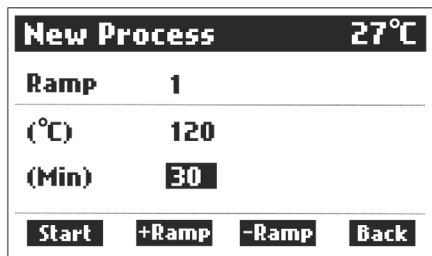 New Process 27°C
Ramp 1
(°C) 120
(Min) 30
Start +Ramp -Ramp Back